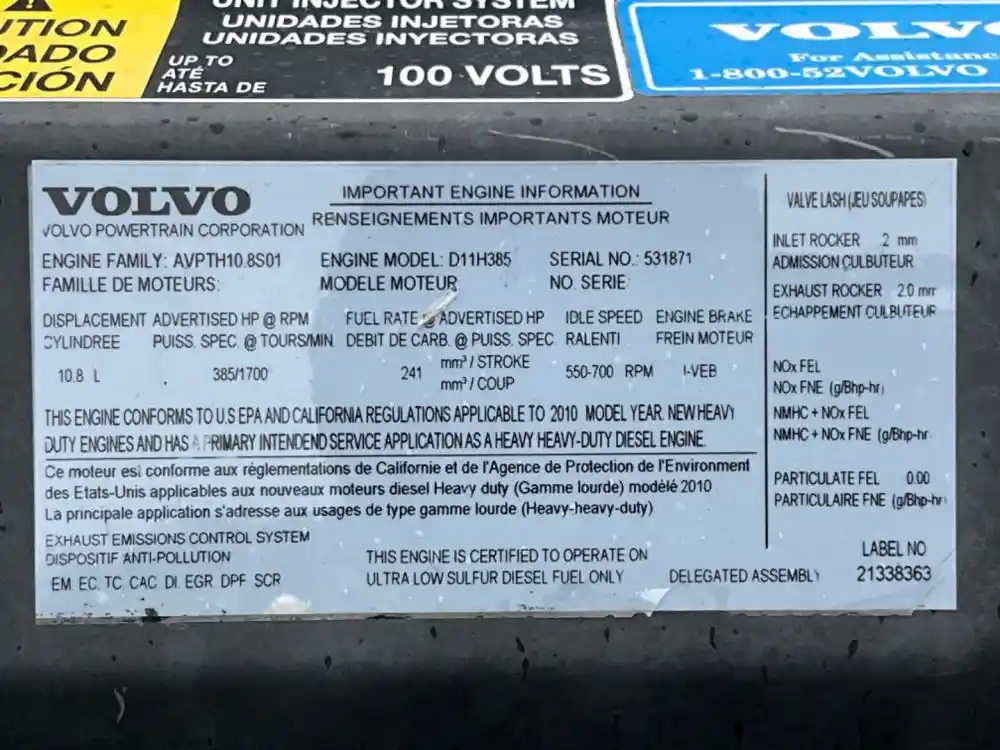 UNIT INJECTOR SYSTEM
UNIDADES INJETORAS
UNIDADES INYECTORAS
UP TO
ATÉ
HASTA DE
100 VOLTS
For Assistanc
1-800-52VOLVO
VOLVO
VOLVO POWERTRAIN CORPORATION
IMPORTANT ENGINE INFORMATION
RENSEIGNEMENTS IMPORTANTS MOTEUR
ENGINE FAMILY: AVPTH10.8S01
FAMILLE DE MOTEURS:
ENGINE MODEL: D11H385
MODELE MOTEUR
SERIAL NO.: 531871
NO. SERIE:
DISPLACEMENT
CYLINDREE
10.8 L
ADVERTISED HP @ RPM
PUISS. SPEC. @ TOURS/MIN.
385/1700
FUEL RATE @ ADVERTISED HP
DEBIT DE CARB. @ PUISS. SPEC
241 mm³ / STROKE
mm³ / COUP
IDLE SPEED
RALENTI
550-700 RPM
ENGINE BRAKE
FREIN MOTEUR
I-VEB
THIS ENGINE CONFORMS TO U.S EPA AND CALIFORNIA REGULATIONS APPLICABLE TO 2010 MODEL YEAR. NEW HEAVY
DUTY ENGINES AND HAS A PRIMARY INTENDEND SERVICE APPLICATION AS A HEAVY HEAVY-DUTY DIESEL ENGINE.
Ce moteur est conforme aux réglementations de Californie et de l'Agence de Protection de l'Environment
des Etats-Unis applicables aux nouveaux moteurs diesel Heavy duty (Gamme lourde) modélé 2010
La principale application s'adresse aux usages de type gamme lourde (Heavy-heavy-duty)
EXHAUST EMISSIONS CONTROL SYSTEM
DISPOSITIF ANTI-POLLUTION
EM. EC, TC, CAC, DI, EGR, DPF, SCR
THIS ENGINE IS CERTIFIED TO OPERATE ON
ULTRA LOW SULFUR DIESEL FUEL ONLY
DELEGATED ASSEMBLY
VALVE LASH (JEU SOUPAPES)
INLET ROCKER .2 mm
ADMISSION CULBUTEUR
EXHAUST ROCKER 2.0 mm
ECHAPPEMENT CULBUTEUR
NOx FEL
NOx FNE (g/Bhp-hr)
NMHC + NOx FEL
NMHC + NOx FNE (g/Bhp-hr
PARTICULATE FEL 0.00
PARTICULAIRE FNE (g/Bhp-hr)
LABEL NO
21338363